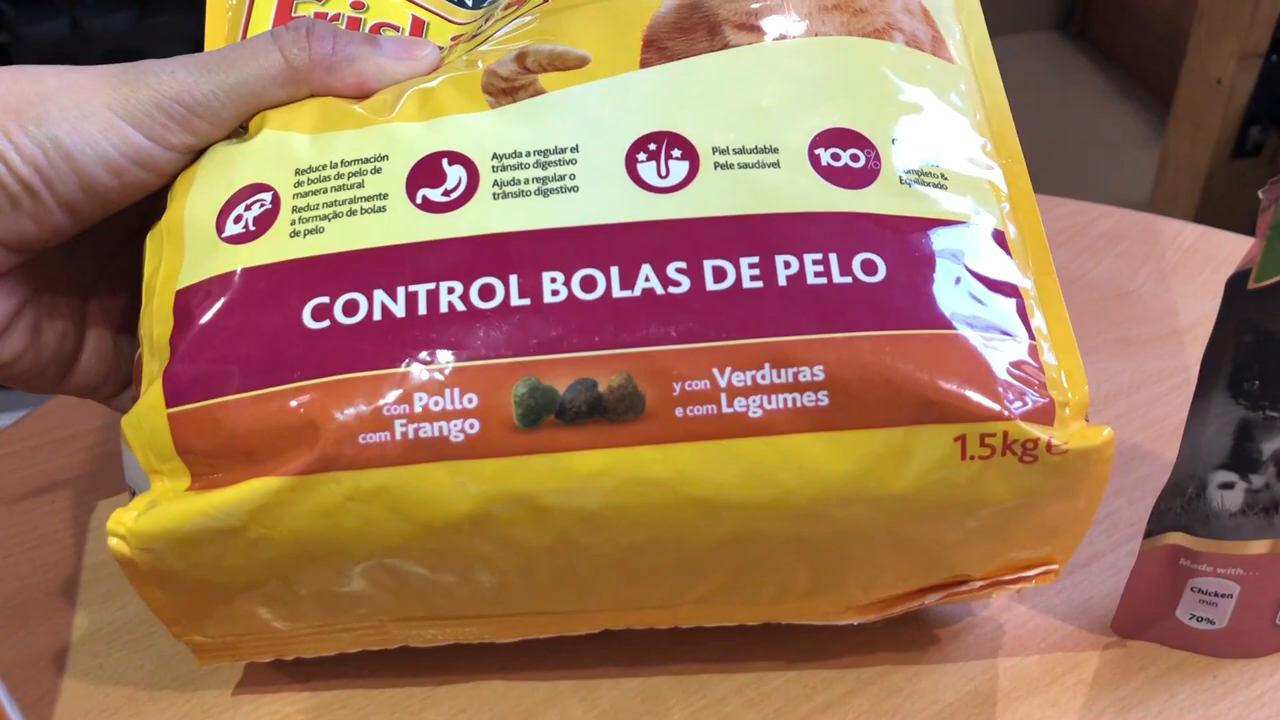 Reduce la formación
de bolas de pelo de
manera natural
Reduz naturalmente
a formação de bolas
de pelo
Ayuda a regular el
tránsito digestivo
Ajuda a regular o
trânsito digestivo
Piel saludable
Pele saudável
100%
Equilibrado
CONTROL BOLAS DE PELO
con Pollo
com Frango
y con Verduras
e com Legumes
1.5kg e
Made with...
Chicken
min
70%